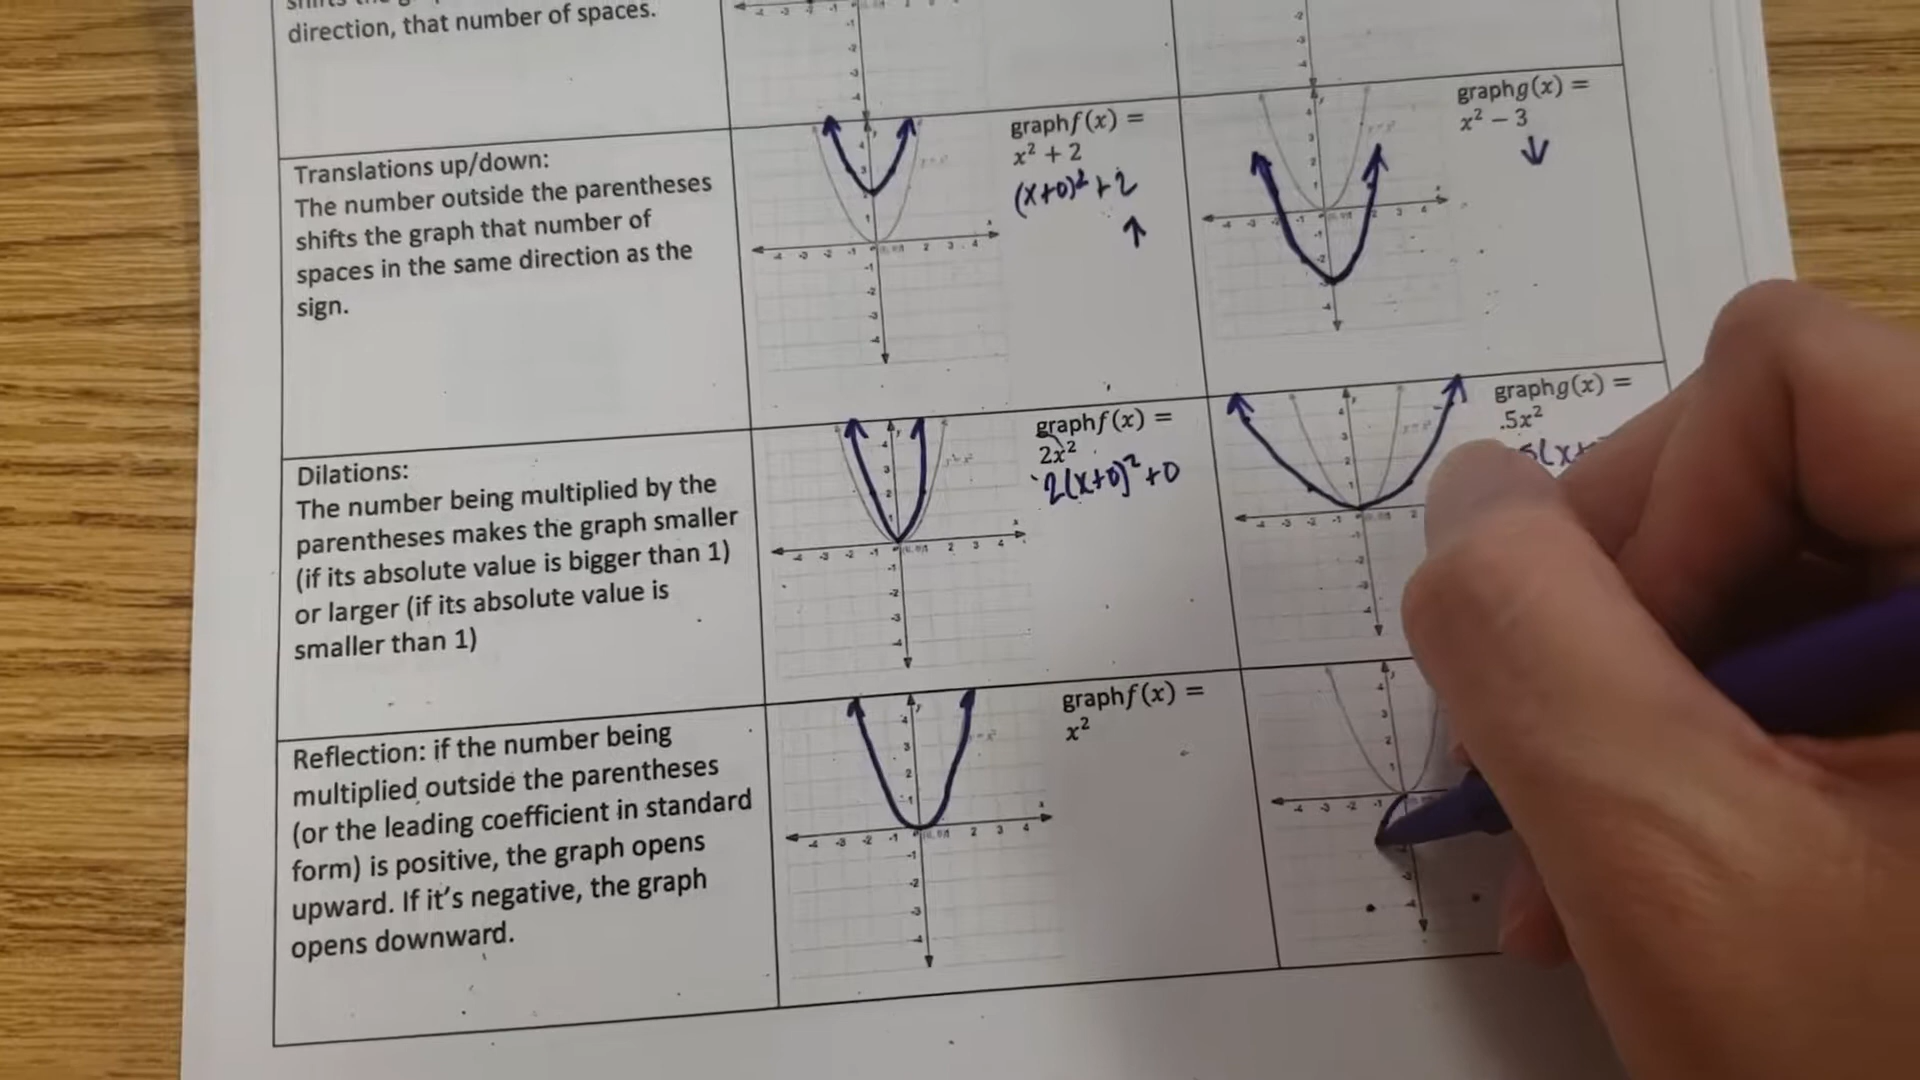 direction, that number of spaces.
Translations up/down:
The number outside the parentheses
shifts the graph that number of
spaces in the same direction as the
sign.
graphf(x) =
x² + 2
(x+0)² + 2
graphg(x) =
x² − 3
Dilations:
The number being multiplied by the
parentheses makes the graph smaller
(if its absolute value is bigger than 1)
or larger (if its absolute value is
smaller than 1)
graphf(x) =
2x²
2(x+0)² +0
graphg(x) =
.5x²
Reflection: if the number being
multiplied outside the parentheses
(or the leading coefficient in standard
form) is positive, the graph opens
upward. If it's negative, the graph
opens downward.
graphf(x) =
x²